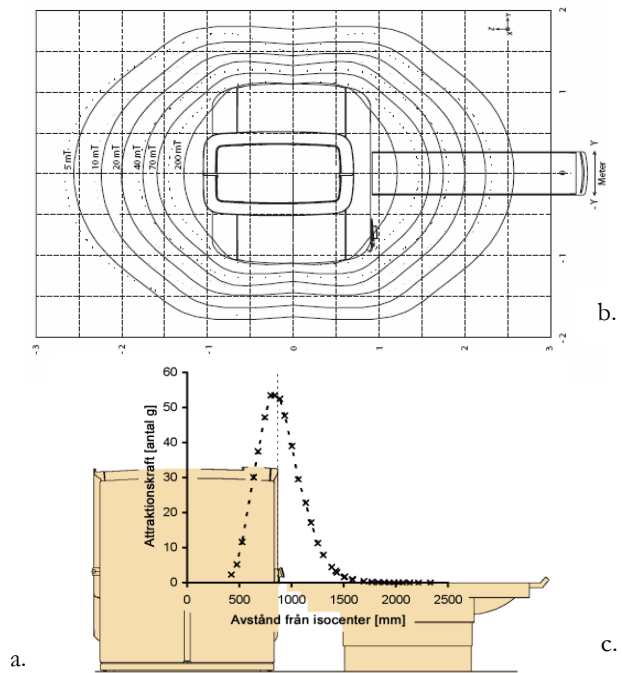 2
Y
Z
X
1
5 mT
10 mT
20 mT
40 mT
70 mT
200 mT
0
Y
Meter
- Y
- 1
- 2
-3
-2
-1
0
1
2
3
b.
60
50
40
30
20
10
0
Attraktionskraft [antal g]
0
500
1000
1500
2000
2500
Avstånd från isocenter [mm]
a.
c.